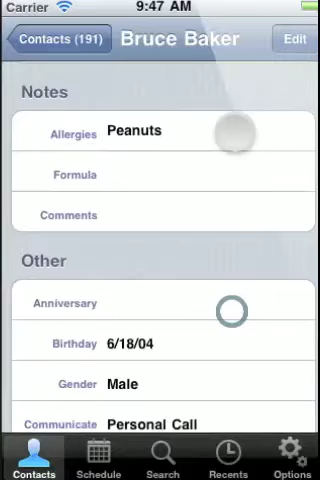 Carrier 9:47 AM
Contacts (191) Bruce Baker Edit
Notes
Allergies Peanuts
Formula
Comments
Other
Anniversary
Birthday 6/18/04
Gender Male
Communicate Personal Call
Contacts Schedule Search Recents Options